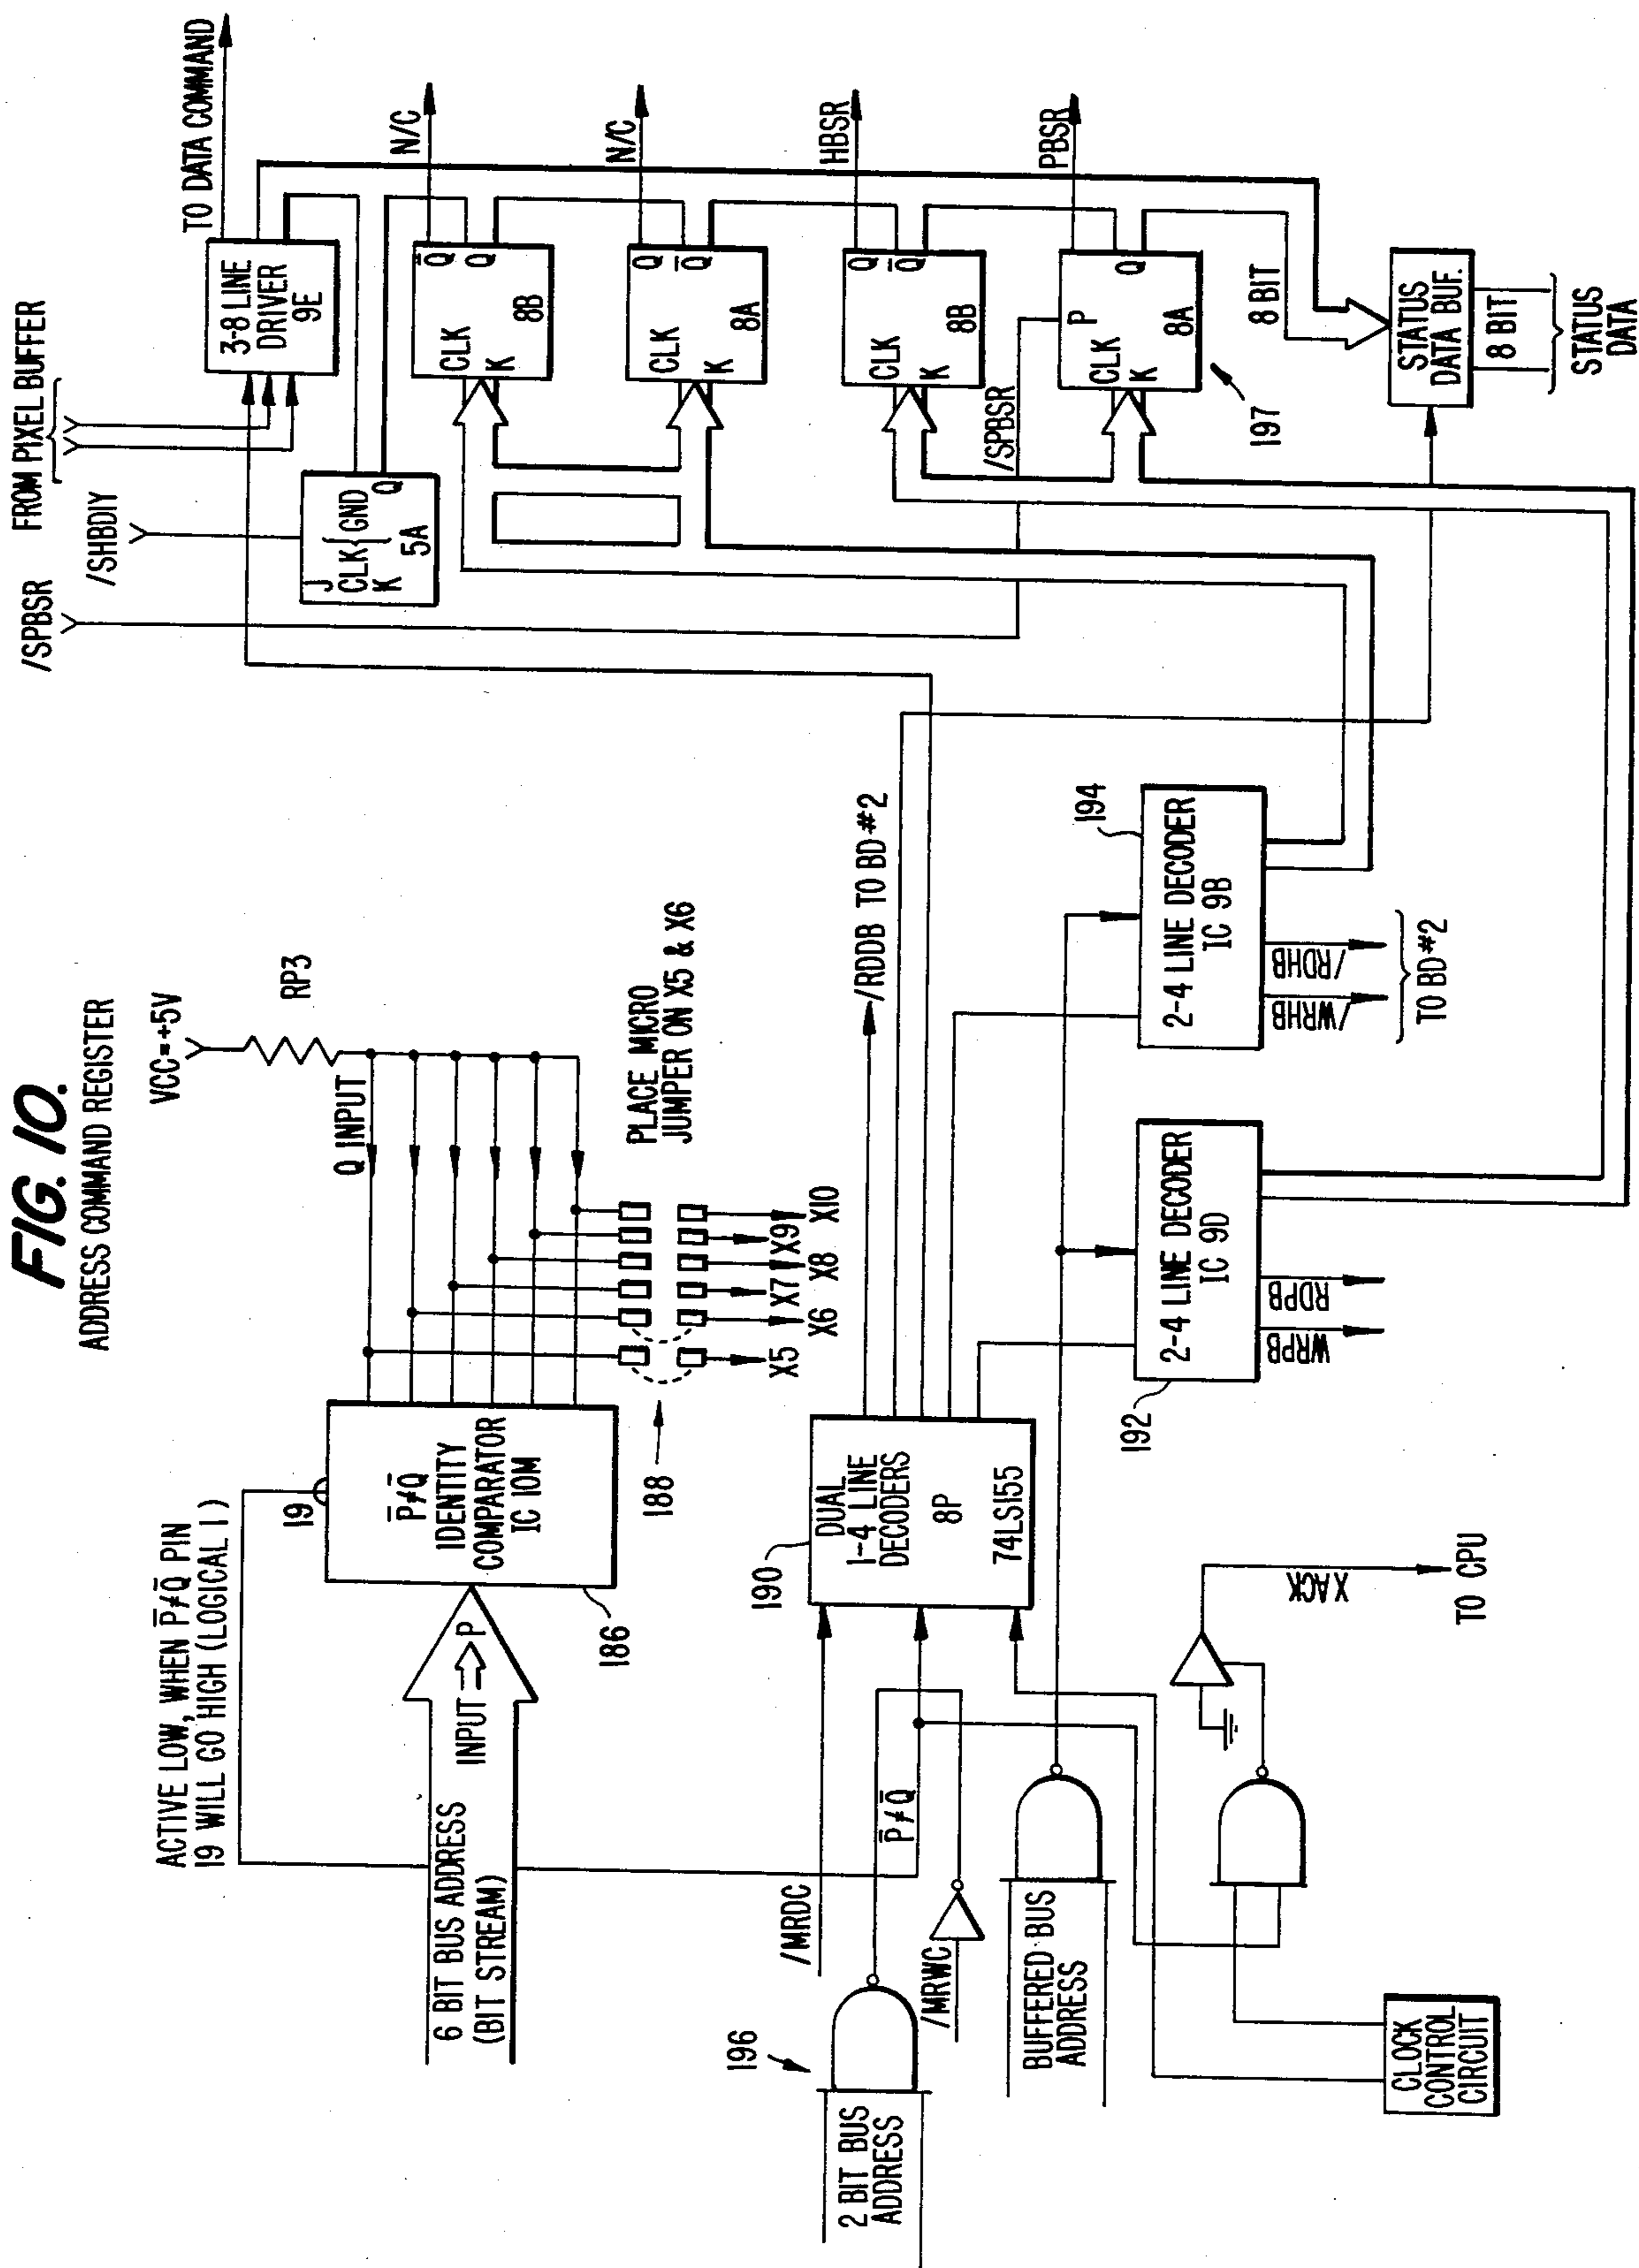 FIG. 10.
ADDRESS COMMAND REGISTER
ACTIVE LOW, WHEN P̅≠Q̅ PIN
19 WILL GO HIGH (LOGICAL 1)
6 BIT BUS ADDRESS
(BIT STREAM)
INPUT
P
19
P̅≠Q̅
IDENTITY
COMPARATOR
IC 10M
186
VCC=+5V
RP3
Q INPUT
188
X5
X6
X7
X8
X9
X10
PLACE MICRO
JUMPER ON X5 & X6
196
2 BIT BUS
ADDRESS
/MRDC
P̅≠Q̅
/MRWC
BUFFERED BUS
ADDRESS
CLOCK
CONTROL
CIRCUIT
XACK
TO CPU
190
DUAL
1-4 LINE
DECODERS
8P
74LS155
/RDDB TO BD #2
192
2-4 LINE DECODER
IC 9D
WRPB
RDPB
194
2-4 LINE DECODER
IC 9B
/WRHB
/RDHB
TO BD #2
/SPBSR
/SHBDIY
FROM PIXEL BUFFER
J
CLK
K
GND
5A
Q
3-8 LINE
DRIVER
9E
TO DATA COMMAND
CLK
K
8B
Q̅
Q
N/C
CLK
K
8A
Q
Q̅
N/C
CLK
K
8B
Q
Q̅
HBSR
/SPBSR
P
CLK
K
8A
Q
PBSR
197
8 BIT
STATUS
DATA BUF.
8 BIT
STATUS
DATA